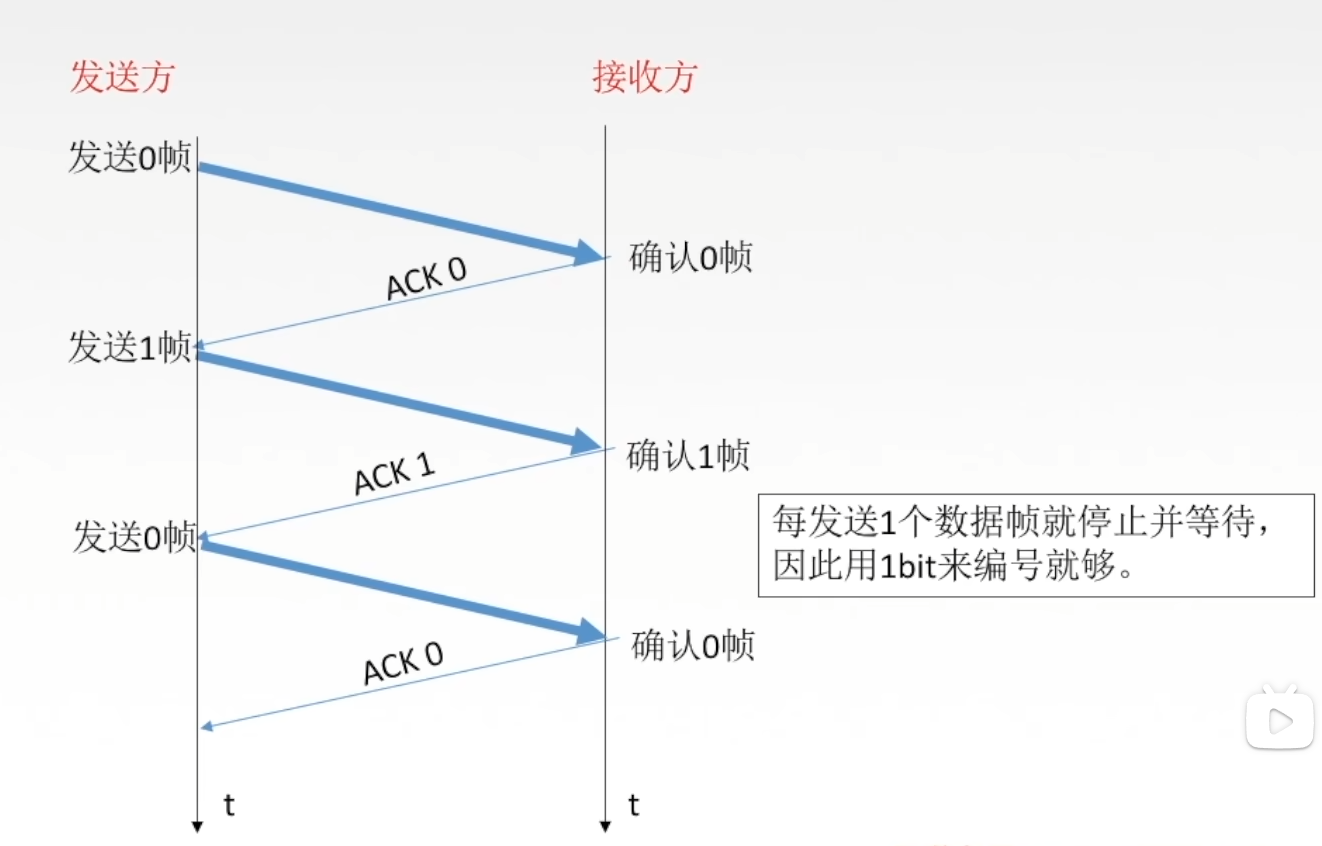 发送方
接收方
发送0帧
确认0帧
ACK 0
发送1帧
确认1帧
ACK 1
每发送1个数据帧就停止并等待，
因此用1bit来编号就够。
发送0帧
确认0帧
ACK 0
t
t